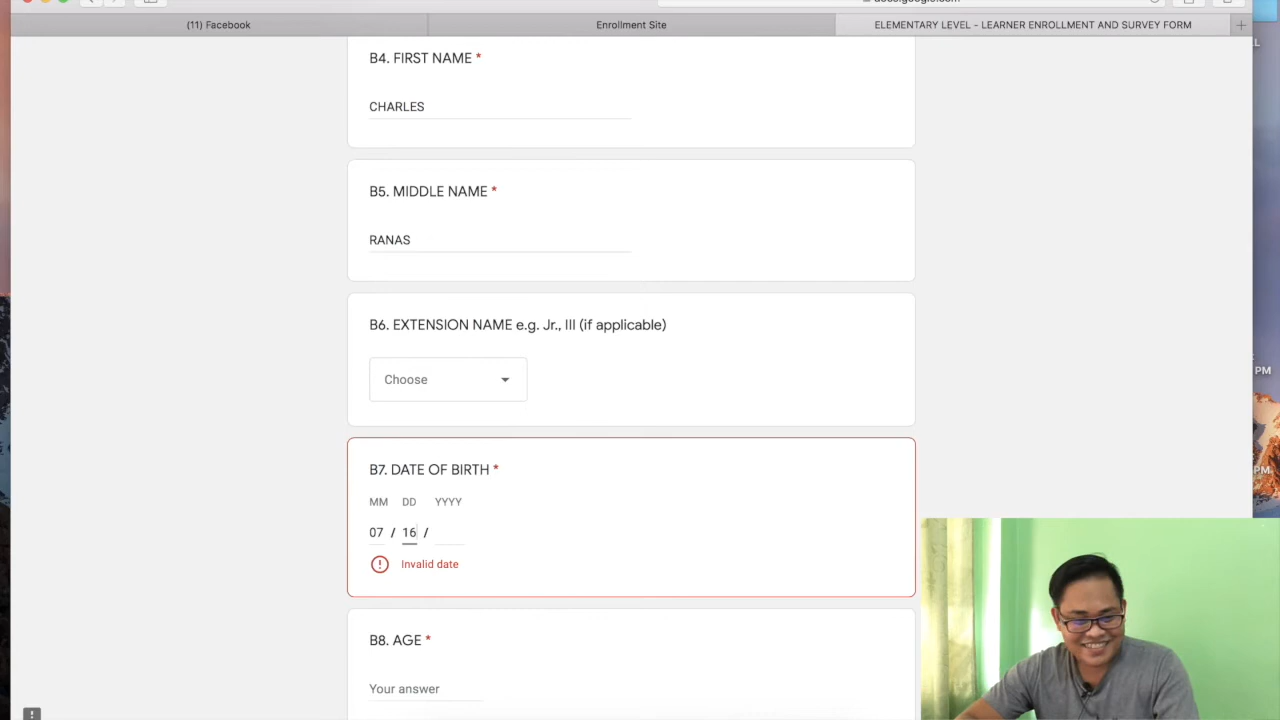 (11) Facebook
Enrollment Site
ELEMENTARY LEVEL - LEARNER ENROLLMENT AND SURVEY FORM
B4. FIRST NAME *
CHARLES
B5. MIDDLE NAME *
RANAS
B6. EXTENSION NAME e.g. Jr., III (if applicable)
Choose
B7. DATE OF BIRTH *
MM DD YYYY
07 / 16 /
Invalid date
B8. AGE *
Your answer
PM
PM